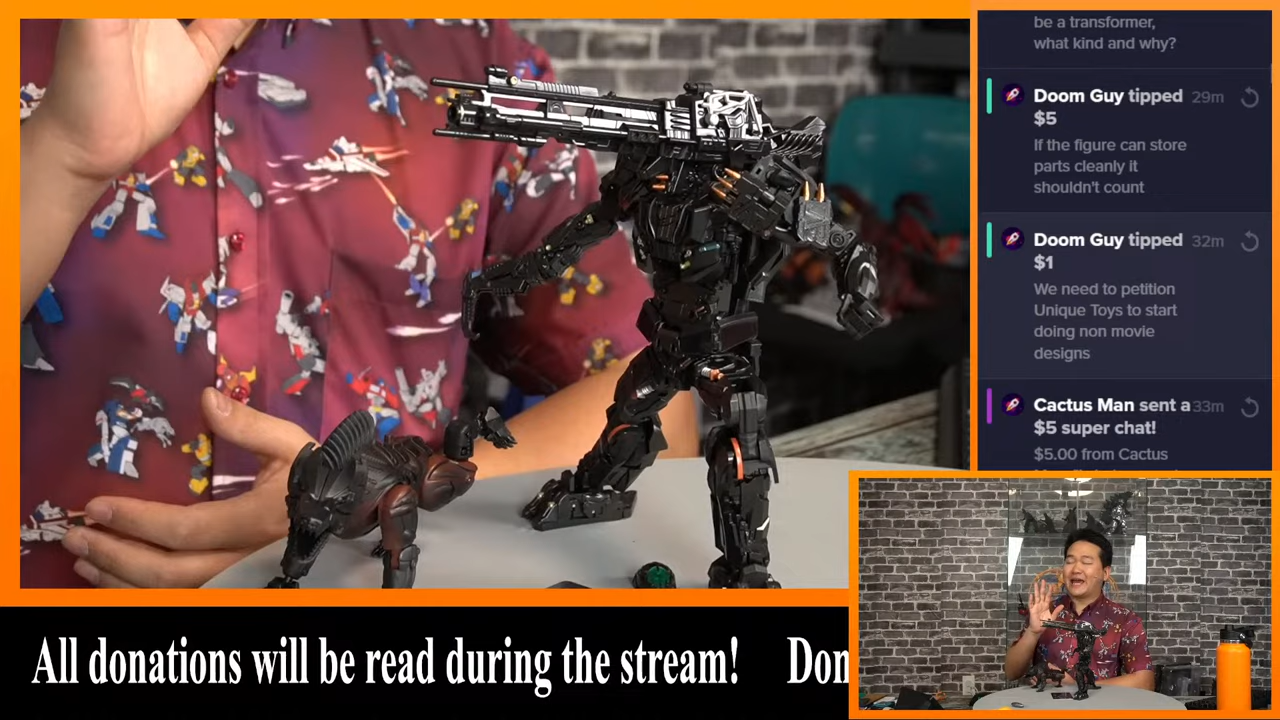 be a transformer,
what kind and why?
Doom Guy tipped 29m
$5
If the figure can store
parts cleanly it
shouldn't count
Doom Guy tipped 32m
$1
We need to petition
Unique Toys to start
doing non movie
designs
Cactus Man sent a 33m
$5 super chat!
$5.00 from Cactus
All donations will be read during the stream! Don